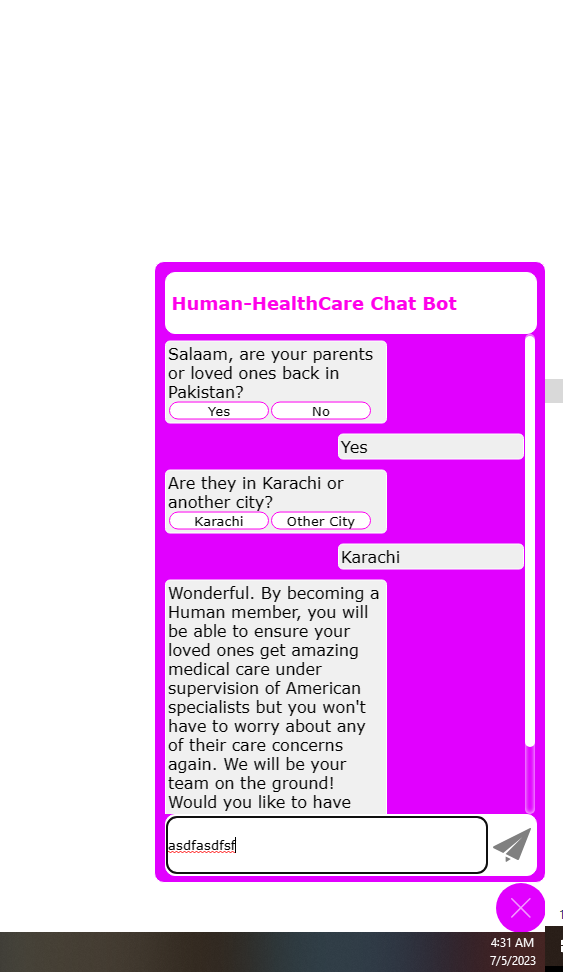 Human-HealthCare Chat Bot
Salaam, are your parents
or loved ones back in
Pakistan?
Yes No
Yes
Are they in Karachi or
another city?
Karachi Other City
Karachi
Wonderful. By becoming a
Human member, you will
be able to ensure your
loved ones get amazing
medical care under
supervision of American
specialists but you won't
have to worry about any
of their care concerns
again. We will be your
team on the ground!
Would you like to have
asdfasdfsf
4:31 AM
7/5/2023